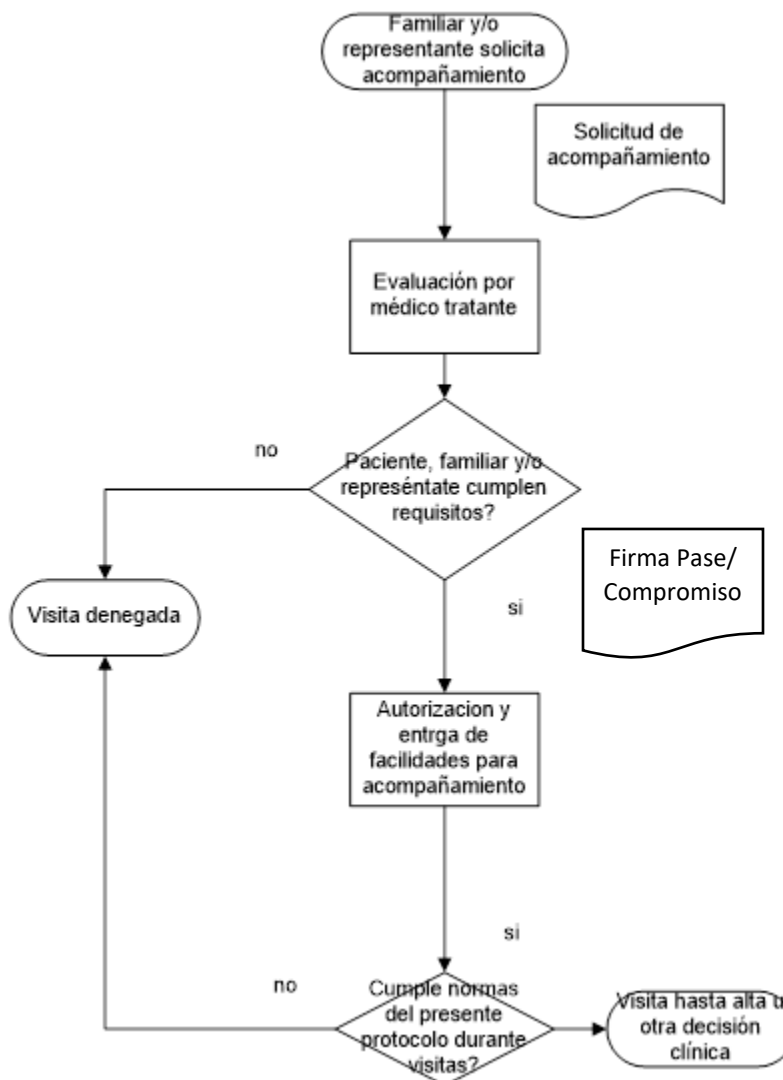 Familiar y/o
representante solicita
acompañamiento
Solicitud de
acompañamiento
Evaluación por
médico tratante
no
Paciente, familiar y/o
represéntate cumplen
requisitos?
Firma Pase/
Compromiso
Visita denegada
si
Autorizacion y
entrga de
facilidades para
acompañamiento
si
no
Cumple normas
del presente
protocolo durante
visitas?
Visita hasta alta u
otra decisión
clínica